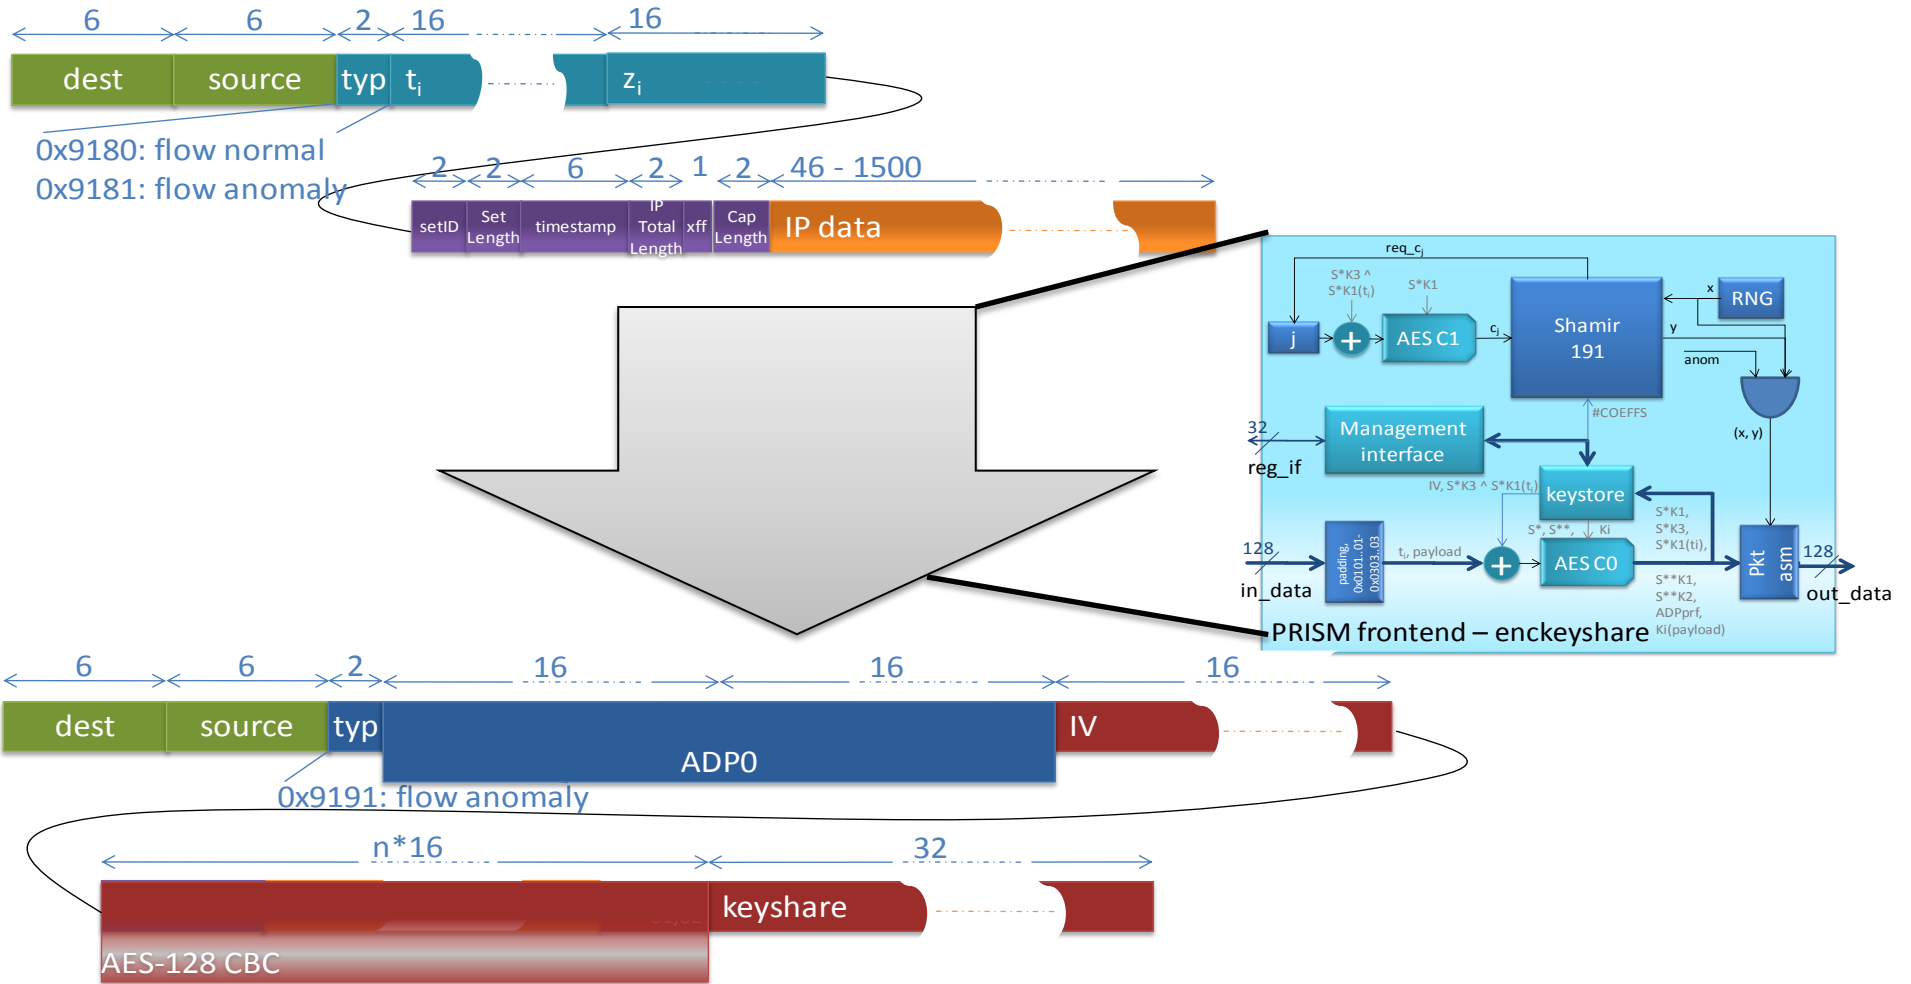 6 6 2 16 16
dest source typ ti zi
0x9180: flow normal
0x9181: flow anomaly
2 2 6 2 1 2 46 - 1500
setID Set Length timestamp IP Total Length xff Cap Length IP data
req_cj
S*K3 ^
S*K1(ti)
S*K1
x
RNG
j + AES C1 cj
Shamir
191
y
anom
#COEFFS
(x, y)
32
reg_if
Management
interface
IV, S*K3 ^ S*K1(ti)
keystore
S*, S**, Ki
S*K1,
S*K3,
S*K1(ti),
128
in_data
padding,
0x0101...01-
0x0303...03
ti, payload
+
AES C0
S**K1,
S**K2,
ADPprf,
Ki(payload)
Pkt
asm
128
out_data
PRISM frontend – enckeyshare
6 6 2 16 16 16
dest source typ ADP0 IV
0x9191: flow anomaly
n*16 32
keyshare
AES-128 CBC